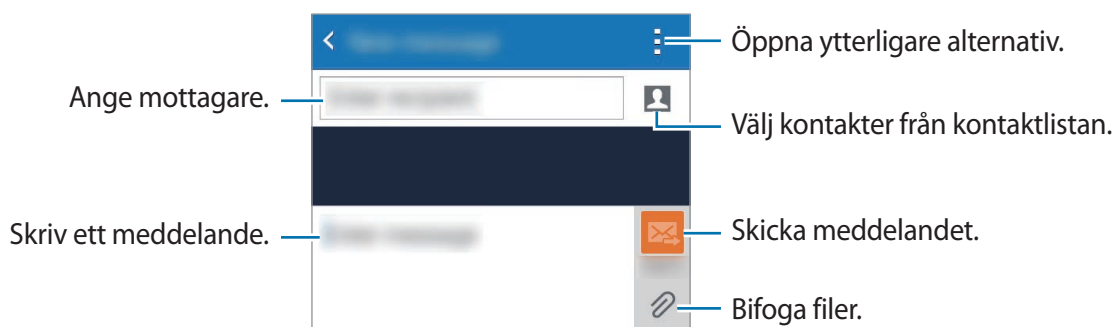 Öppna ytterligare alternativ.
Ange mottagare.
Välj kontakter från kontaktlistan.
Skriv ett meddelande.
Skicka meddelandet.
Bifoga filer.